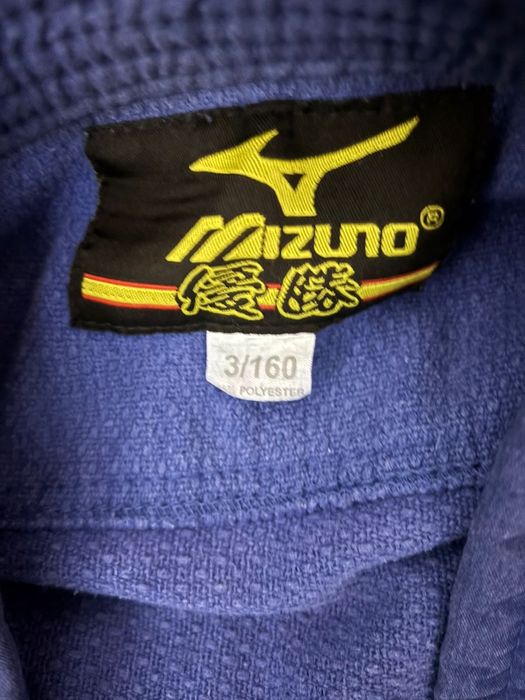 MIZUNO®
優勝
3/160
POLYESTER